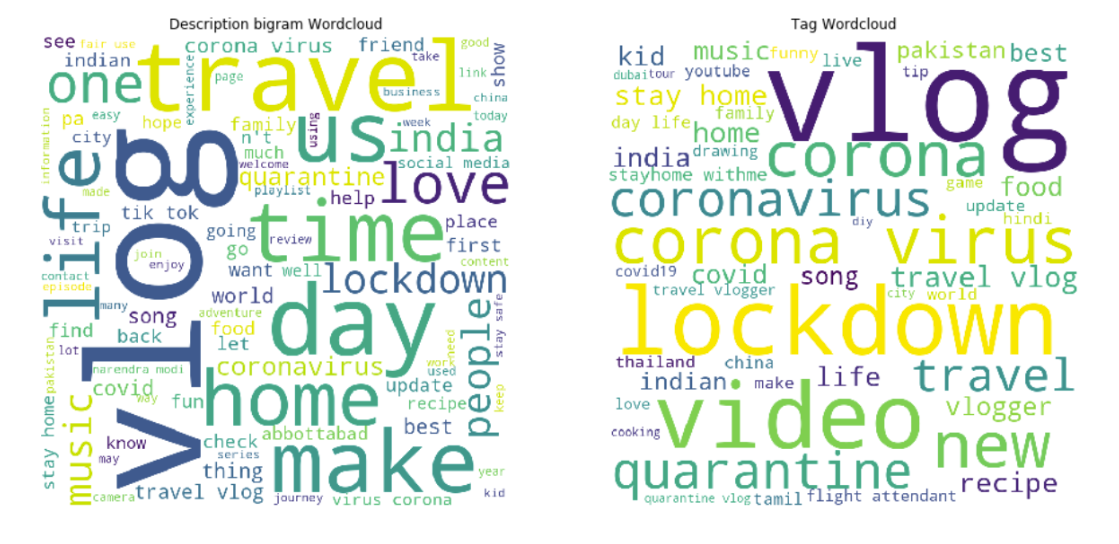 Description bigram Wordcloud
see
fair use
corona virus
friend
good
indian
experience
take
show
one
travel
page
link
business
china
information
pa
easy
hope
family
using
week
today
city
vlog
n't
us
india
much
welcome
social media
life
quarantine
love
made
playlist
help
tik tok
time
trip
going
place
visit
review
go
first
join
enjoy
content
want
well
lockdown
contact
episode
world
many
adventure
day
people
stay safe
song
find
food
back
let
lot
need
work
pakistan
narendra modi
coronavirus
used
covid
home
update
keep
way
fun
recipe
stay home
music
best
know
check
abbottabad
may
series
make
thing
year
camera
travel vlog
journey
virus corona
kid
Tag Wordcloud
kid
music
funny
live
pakistan
best
dubai
tour
youtube
tip
stay home
vlog
family
day life
home
corona
india
drawing
stayhome withme
game
food
coronavirus
update
diy
hindi
corona virus
covid19
covid
song
travel vlog
travel vlogger
city
world
lockdown
thailand
china
indian
make
life
travel
love
video
vlogger
cooking
new
quarantine
recipe
quarantine vlog
tamil
flight attendant